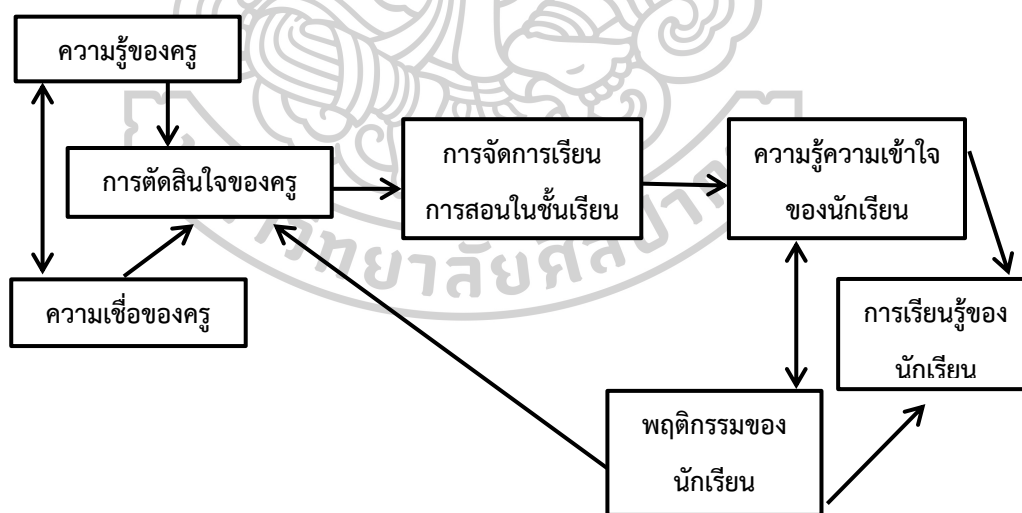 ความรู้ของครู
การตัดสินใจของครู
ความเชื่อของครู
การจัดการเรียน
การสอนในชั้นเรียน
ความรู้ความเข้าใจ
ของนักเรียน
การเรียนรู้ของ
นักเรียน
พฤติกรรมของ
นักเรียน